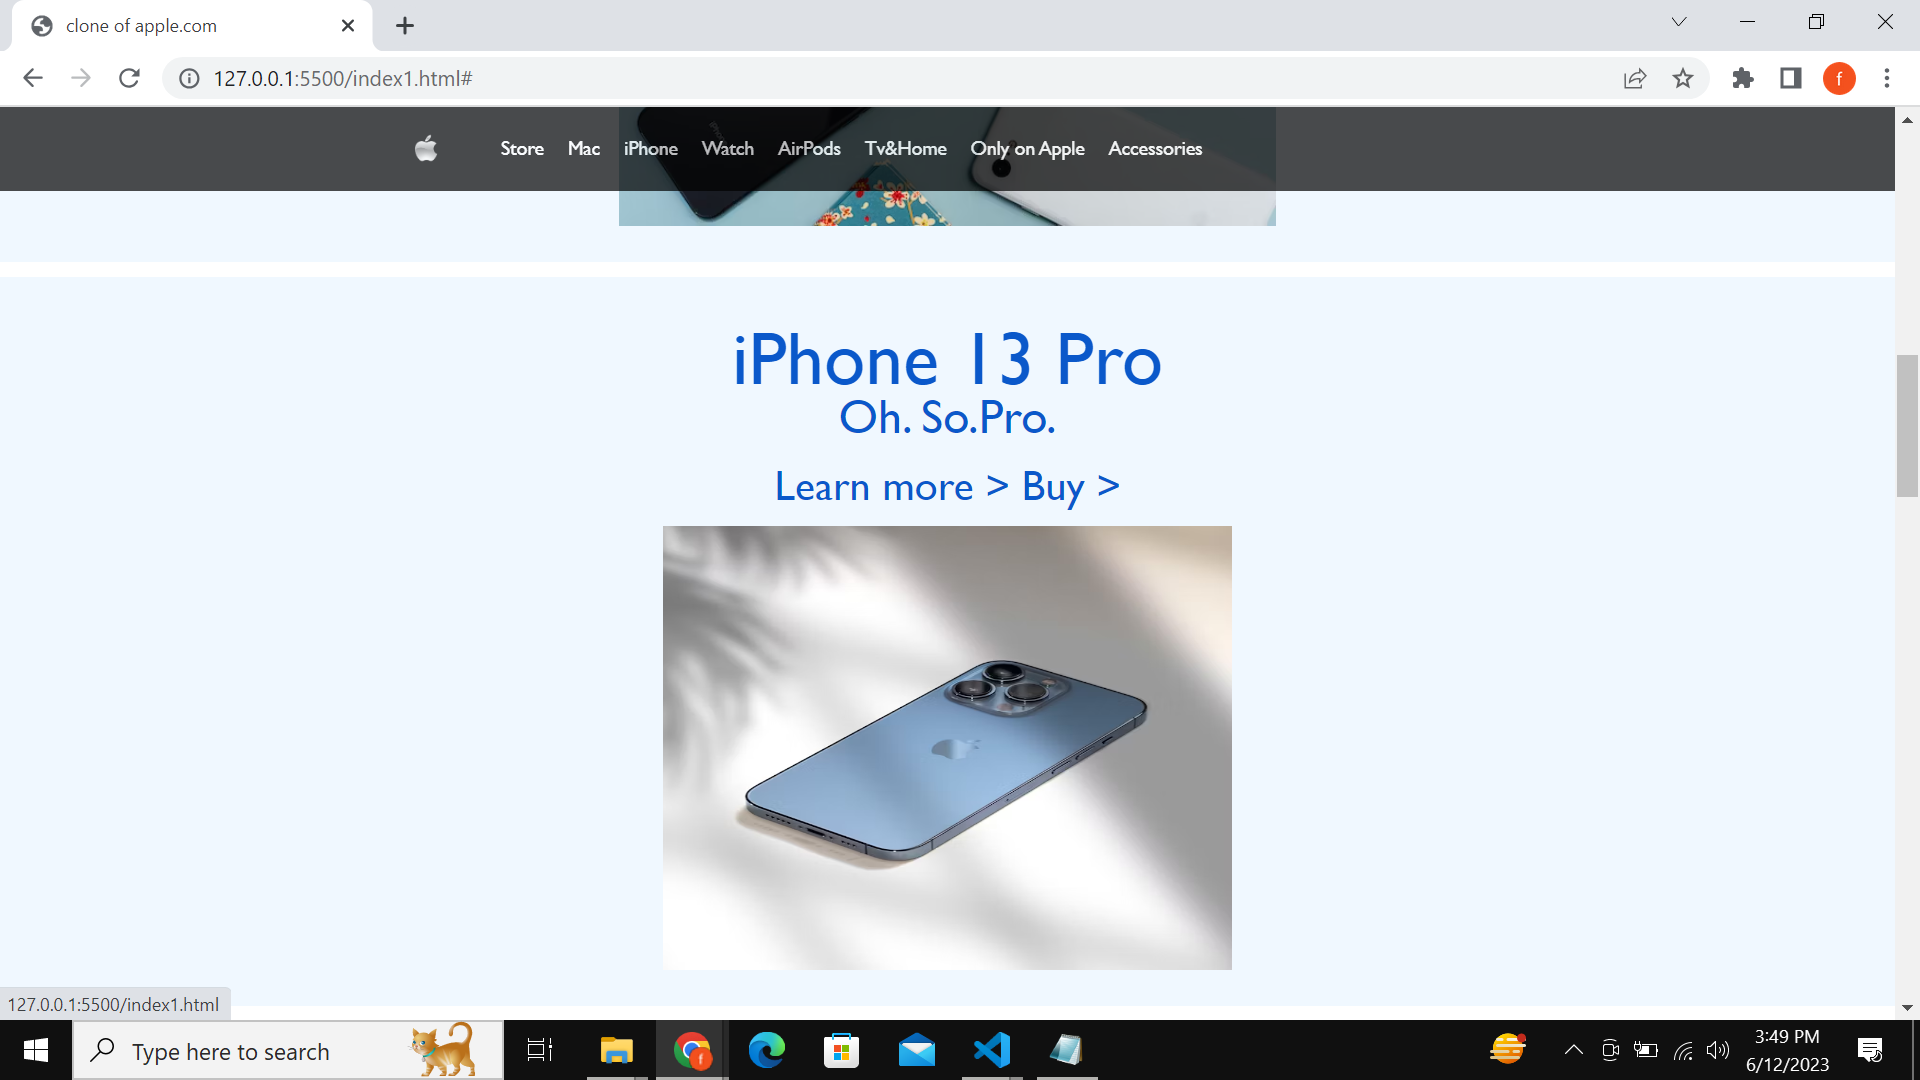 clone of apple.com
127.0.0.1:5500/index1.html#
f
Store Mac iPhone Watch AirPods Tv&Home Only on Apple Accessories
iPhone 13 Pro
Oh. So.Pro.
Learn more > Buy >
127.0.0.1:5500/index1.html
Type here to search
f
3:49 PM
6/12/2023